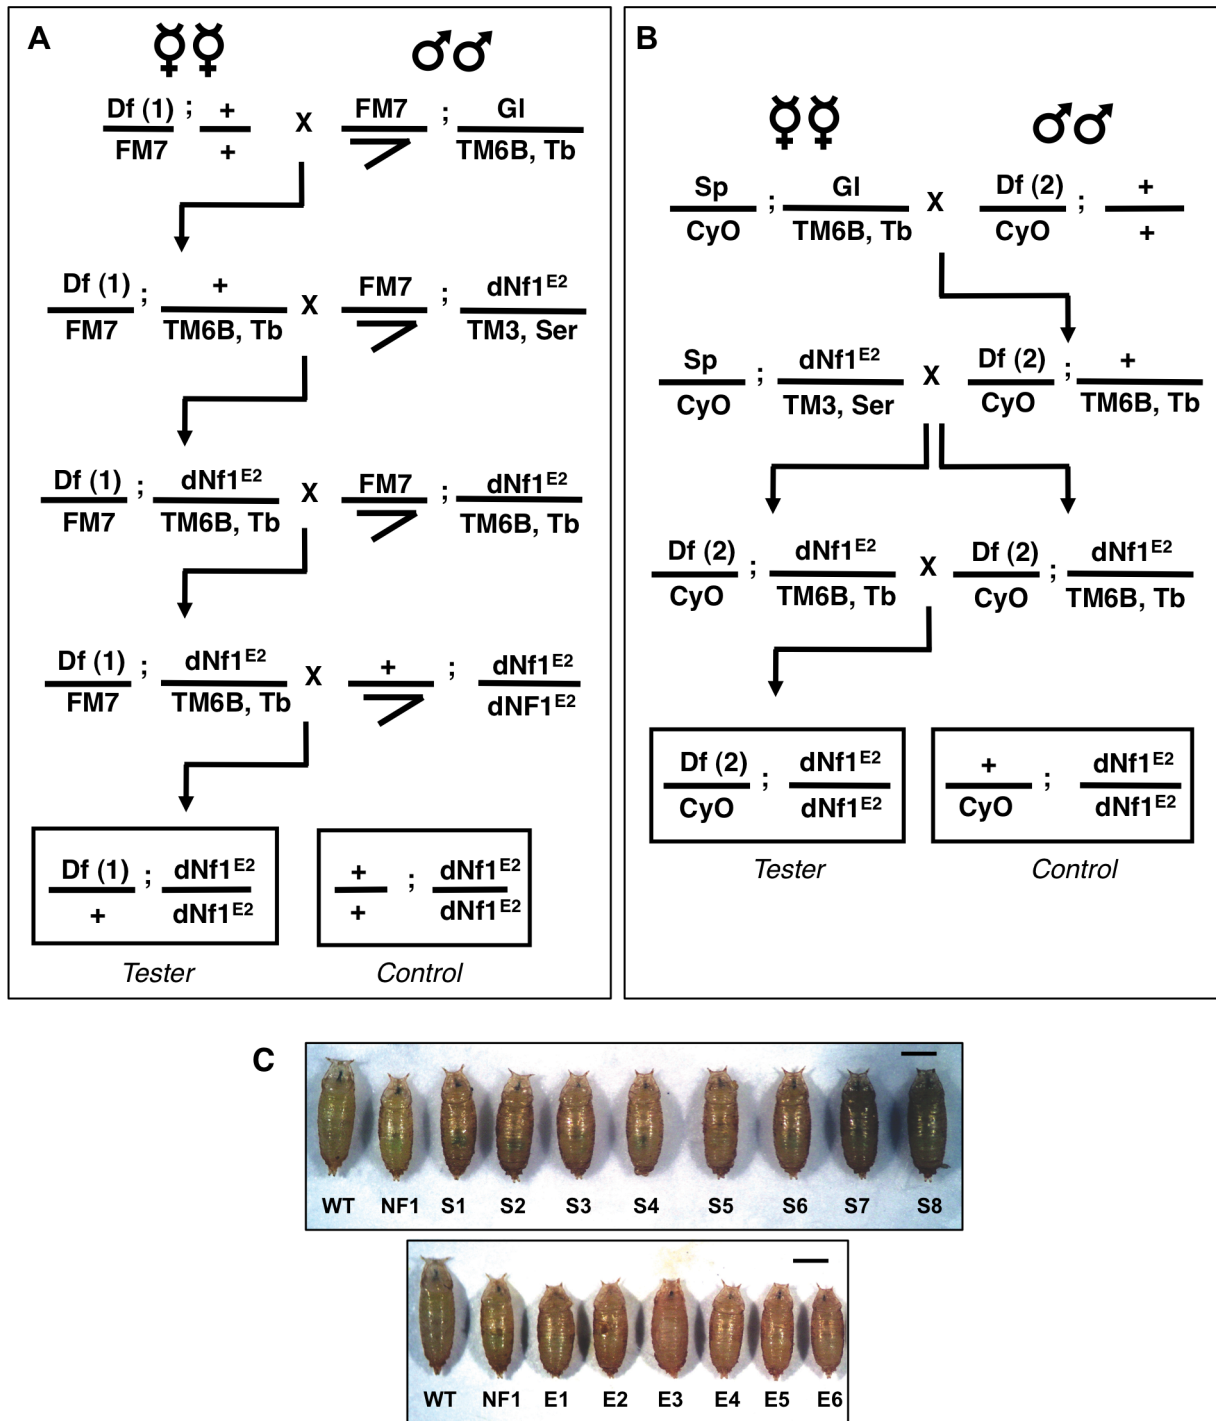 A
Df (1) ; + X FM7 ; Gl
FM7 + TM6B, Tb
Df (1) ; + X FM7 ; dNf1E2
FM7 TM6B, Tb TM3, Ser
Df (1) ; dNf1E2 X FM7 ; dNf1E2
FM7 TM6B, Tb TM6B, Tb
Df (1) ; dNf1E2 X + ; dNf1E2
FM7 TM6B, Tb dNF1E2
Df (1) ; dNf1E2
+ dNf1E2
+ ; dNf1E2
+ dNf1E2
Tester Control
B
Sp ; Gl X Df (2) ; +
CyO TM6B, Tb CyO +
Sp ; dNf1E2 X Df (2) ; +
CyO TM3, Ser CyO TM6B, Tb
Df (2) ; dNf1E2 X Df (2) ; dNf1E2
CyO TM6B, Tb CyO TM6B, Tb
Df (2) ; dNf1E2
CyO dNf1E2
+ ; dNf1E2
CyO dNf1E2
Tester Control
C
WT NF1 S1 S2 S3 S4 S5 S6 S7 S8
WT NF1 E1 E2 E3 E4 E5 E6